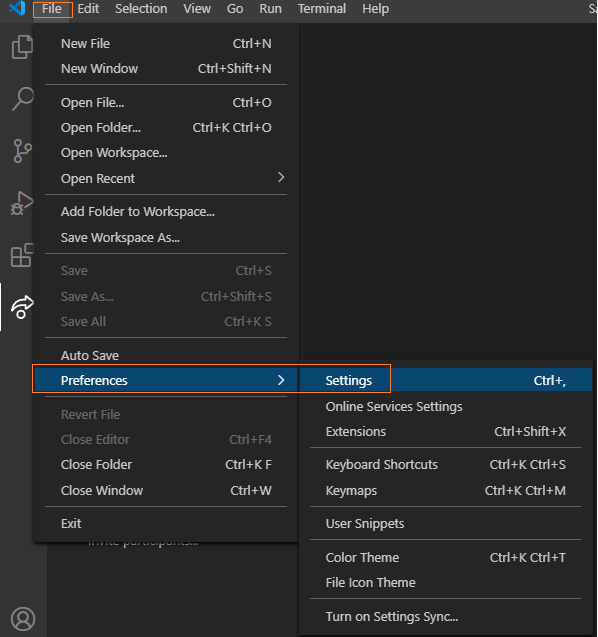 File Edit Selection View Go Run Terminal Help
New File Ctrl+N
New Window Ctrl+Shift+N
Open File... Ctrl+O
Open Folder... Ctrl+K Ctrl+O
Open Workspace...
Open Recent
Add Folder to Workspace...
Save Workspace As...
Save Ctrl+S
Save As... Ctrl+Shift+S
Save All Ctrl+K S
Auto Save
Preferences
Revert File
Close Editor Ctrl+F4
Close Folder Ctrl+K F
Close Window Ctrl+W
Exit
Settings Ctrl+,
Online Services Settings
Extensions Ctrl+Shift+X
Keyboard Shortcuts Ctrl+K Ctrl+S
Keymaps Ctrl+K Ctrl+M
User Snippets
Color Theme Ctrl+K Ctrl+T
File Icon Theme
Turn on Settings Sync...